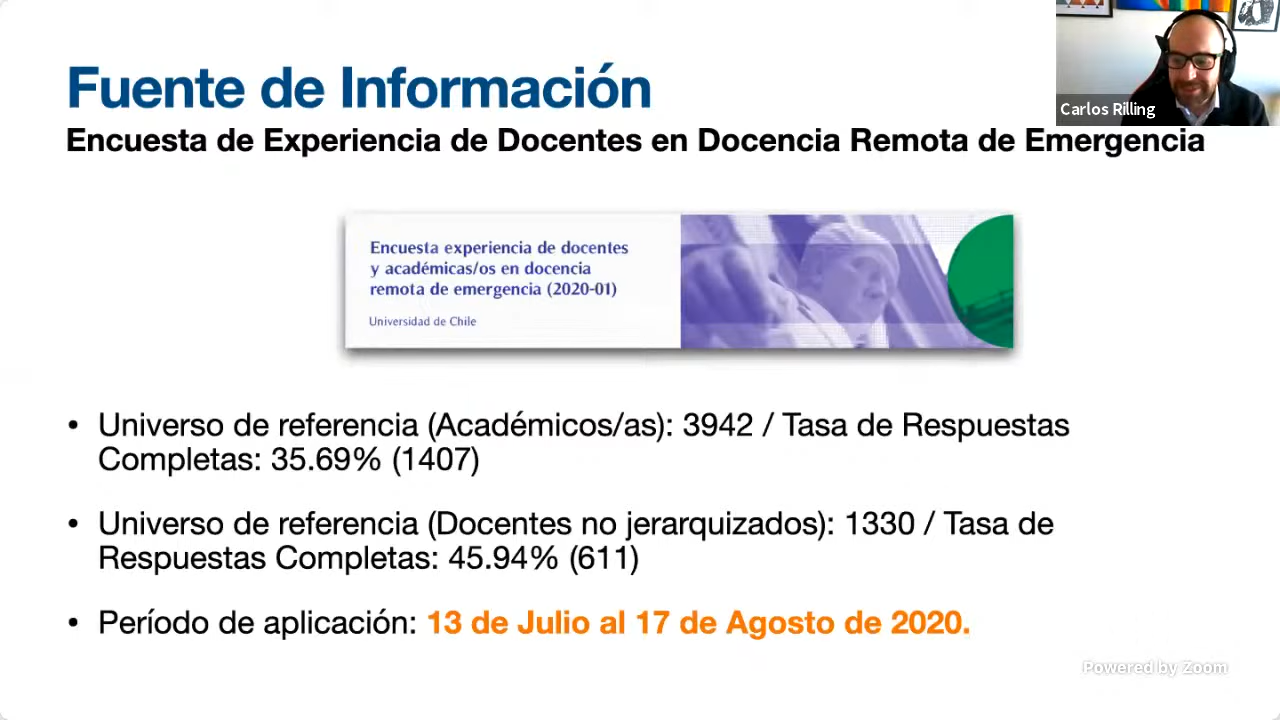 Fuente de Información
Carlos Rilling
Encuesta de Experiencia de Docentes en Docencia Remota de Emergencia
Encuesta experiencia de docentes
y académicas/os en docencia
remota de emergencia (2020-01)
Universidad de Chile
• Universo de referencia (Académicos/as): 3942 / Tasa de Respuestas
Completas: 35.69% (1407)
• Universo de referencia (Docentes no jerarquizados): 1330 / Tasa de
Respuestas Completas: 45.94% (611)
• Período de aplicación: 13 de Julio al 17 de Agosto de 2020.
Powered by Zoom